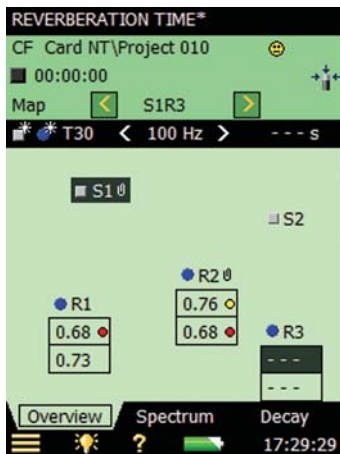 REVERBERATION TIME*
CF Card NT\Project 010
00:00:00
Map < S1R3 >
T30 < 100 Hz > - - - s
S1
S2
R2
R1
0.76
0.68
0.68
R3
0.73
- - -
- - -
Overview Spectrum Decay
? 17:29:29